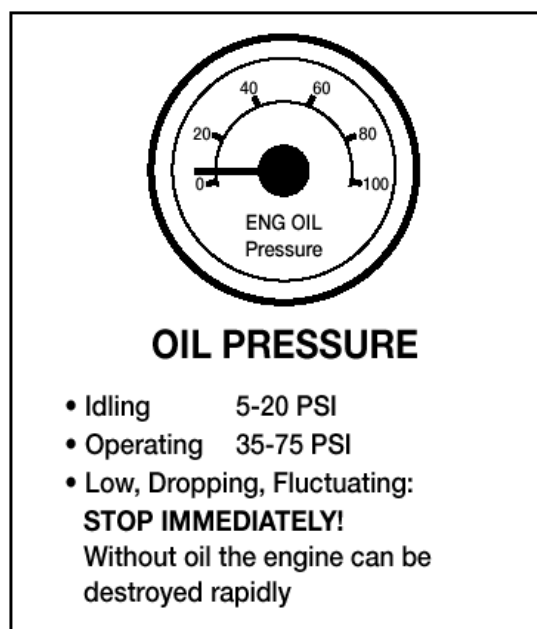 40 60
20 80
0 100
ENG OIL
Pressure
OIL PRESSURE
• Idling 5-20 PSI
• Operating 35-75 PSI
• Low, Dropping, Fluctuating:
STOP IMMEDIATELY!
Without oil the engine can be
destroyed rapidly